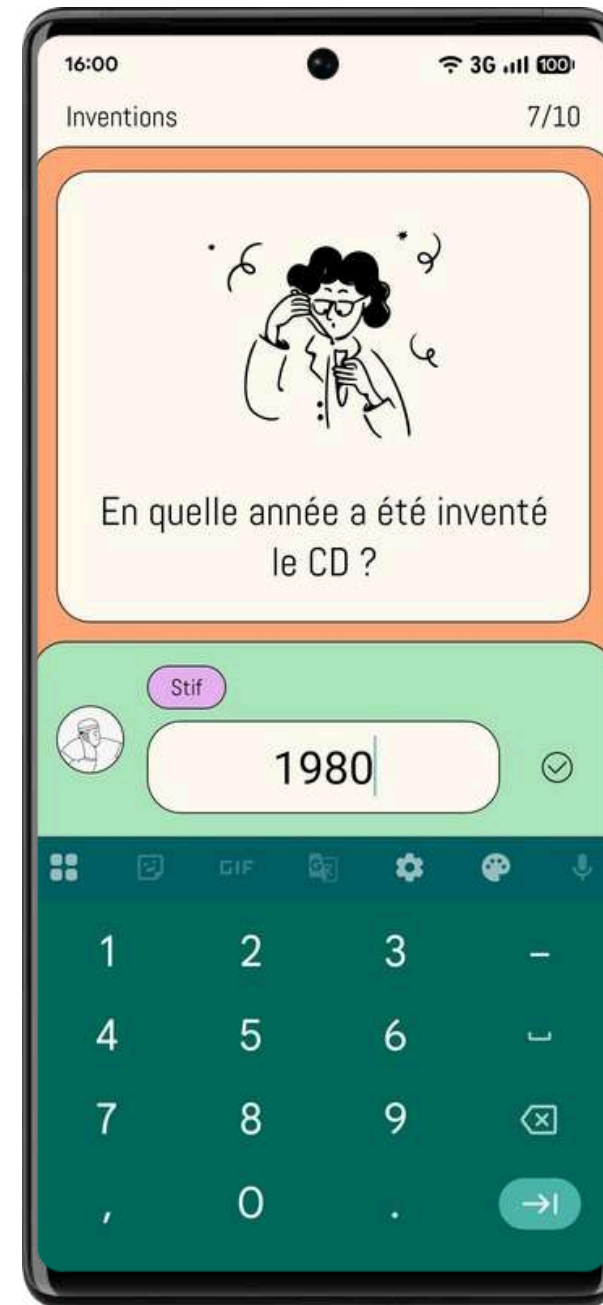 16:00 3G 100
Inventions 7/10
En quelle année a été inventé
le CD ?
Stif
1980
GIF
1 2 3 –
4 5 6
7 8 9
, 0 .